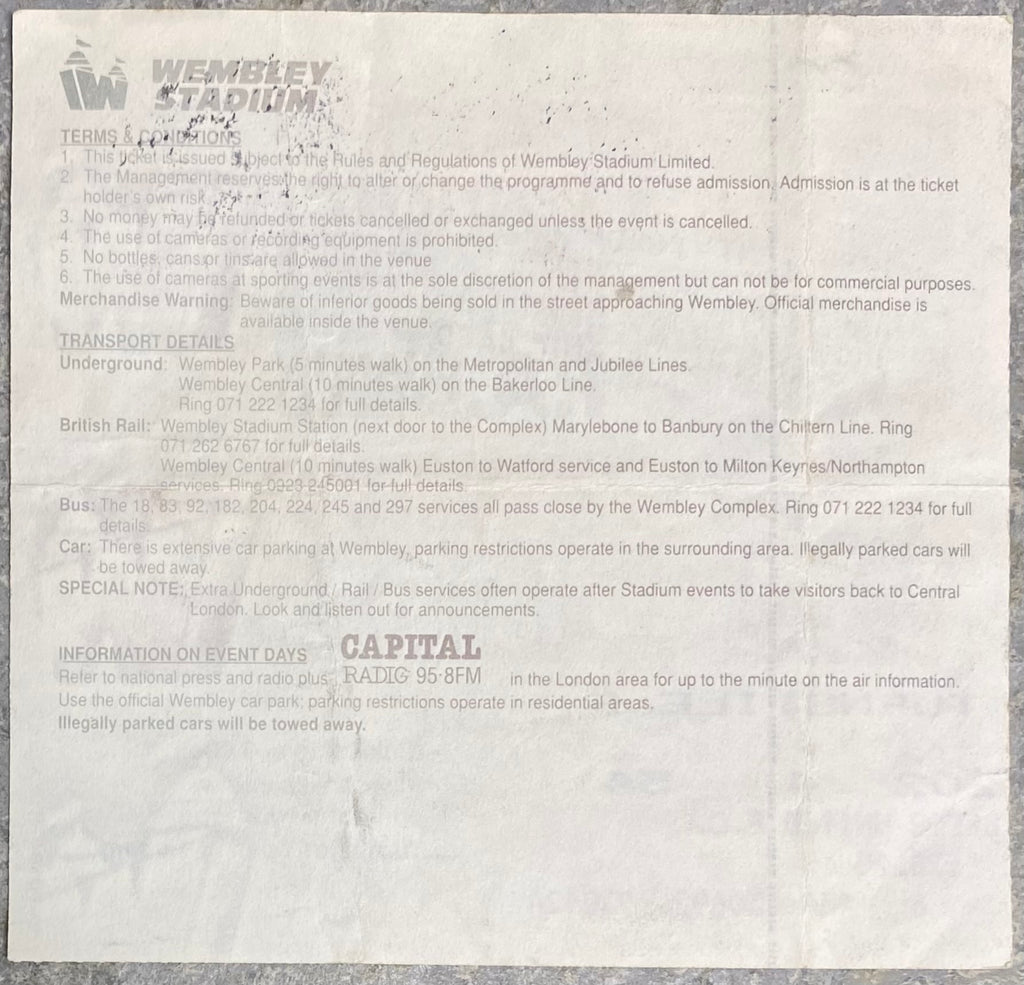 WEMBLEY
STADIUM
TERMS & CONDITIONS
1. This ticket is issued subject to the Rules and Regulations of Wembley Stadium Limited.
2. The Management reserves the right to alter or change the programme and to refuse admission. Admission is at the ticket
holder's own risk.
3. No money may be refunded or tickets cancelled or exchanged unless the event is cancelled.
4. The use of cameras or recording equipment is prohibited.
5. No bottles, cans or tins are allowed in the venue
6. The use of cameras at sporting events is at the sole discretion of the management but can not be for commercial purposes.
Merchandise Warning: Beware of inferior goods being sold in the street approaching Wembley. Official merchandise is
available inside the venue.
TRANSPORT DETAILS
Underground: Wembley Park (5 minutes walk) on the Metropolitan and Jubilee Lines.
Wembley Central (10 minutes walk) on the Bakerloo Line.
Ring 071 222 1234 for full details.
British Rail: Wembley Stadium Station (next door to the Complex) Marylebone to Banbury on the Chiltern Line. Ring
071 262 6767 for full details.
Wembley Central (10 minutes walk) Euston to Watford service and Euston to Milton Keynes/Northampton
services. Ring 0923 245001 for full details.
Bus: The 18, 83, 92, 182, 204, 224, 245 and 297 services all pass close by the Wembley Complex. Ring 071 222 1234 for full
details.
Car: There is extensive car parking at Wembley, parking restrictions operate in the surrounding area. Illegally parked cars will
be towed away.
SPECIAL NOTE: Extra Underground / Rail / Bus services often operate after Stadium events to take visitors back to Central
London. Look and listen out for announcements.
INFORMATION ON EVENT DAYS
CAPITAL
RADIO 95·8FM
Refer to national press and radio plus in the London area for up to the minute on the air information.
Use the official Wembley car park; parking restrictions operate in residential areas.
Illegally parked cars will be towed away.